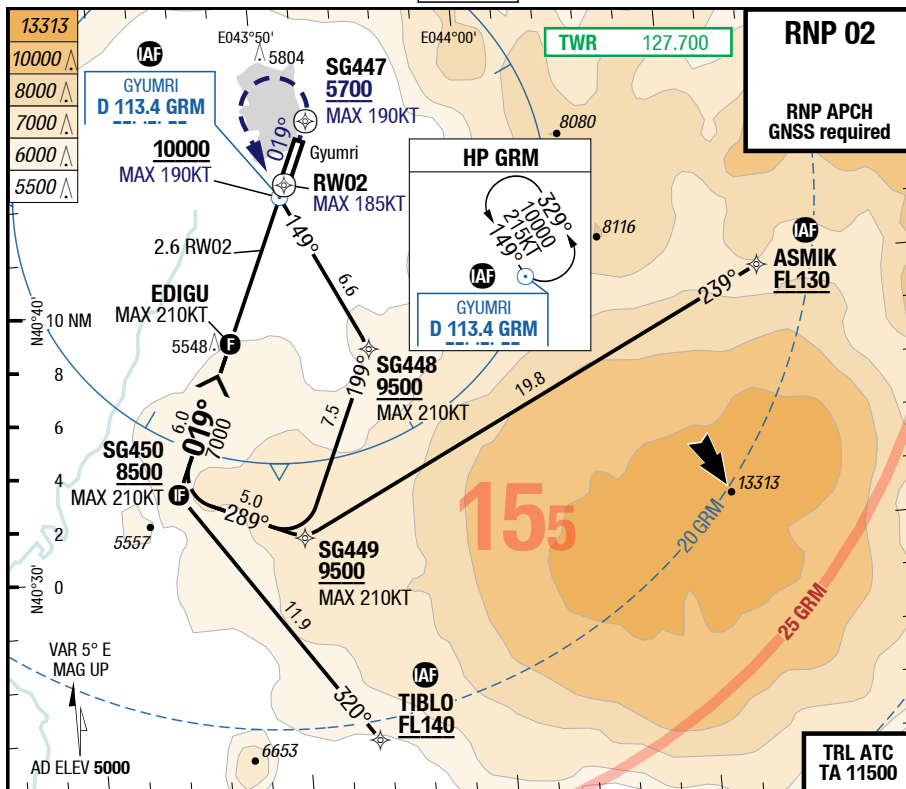 13313
10000
8000
7000
6000
5500
IAF
GYUMRI
D 113.4 GRM
E043°50'
5804
SG447
5700
MAX 190KT
019°
10000
MAX 190KT
Gyumri
RW02
MAX 185KT
E044°00'
TWR 127.700
RNP 02
RNP APCH
GNSS required
8080
HP GRM
329°
10000
215KT
149°
IAF
GYUMRI
D 113.4 GRM
8116
IAF
ASMIK
FL130
239°
149°
6.6
2.6 RW02
EDIGU
MAX 210KT
F
5548
N40°40'
10 NM
8
6
4
2
0
N40°30'
SG448
9500
MAX 210KT
199°
7.5
19.8
6.0
019°
7000
SG450
8500
MAX 210KT
IF
5.0
289°
5557
SG449
9500
MAX 210KT
155
13313
20 GRM
25 GRM
11.9
320°
IAF
TIBLO
FL140
VAR 5° E
MAG UP
6653
AD ELEV 5000
TRL ATC
TA 11500